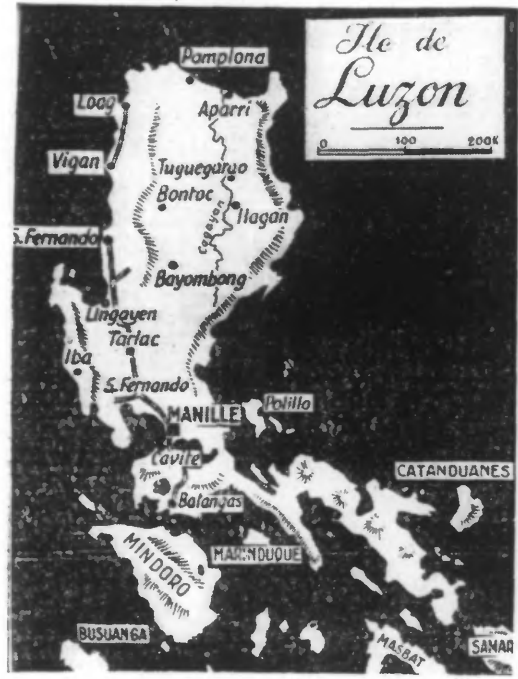 Ile de
Luzon
0 100 200K
Pamplona
Loag
Aparri
Vigan
Tuguegarao
Bontoc
Ilagan
Cagayan
S.Fernando
Bayombong
Lingayen
Tarlac
Iba
S.Fernando
Polillo
MANILLE
Cavite
CATANDUANES
Batangas
MINDORO
MARINDUQUE
BUSUANGA
MASBAT
SAMAR